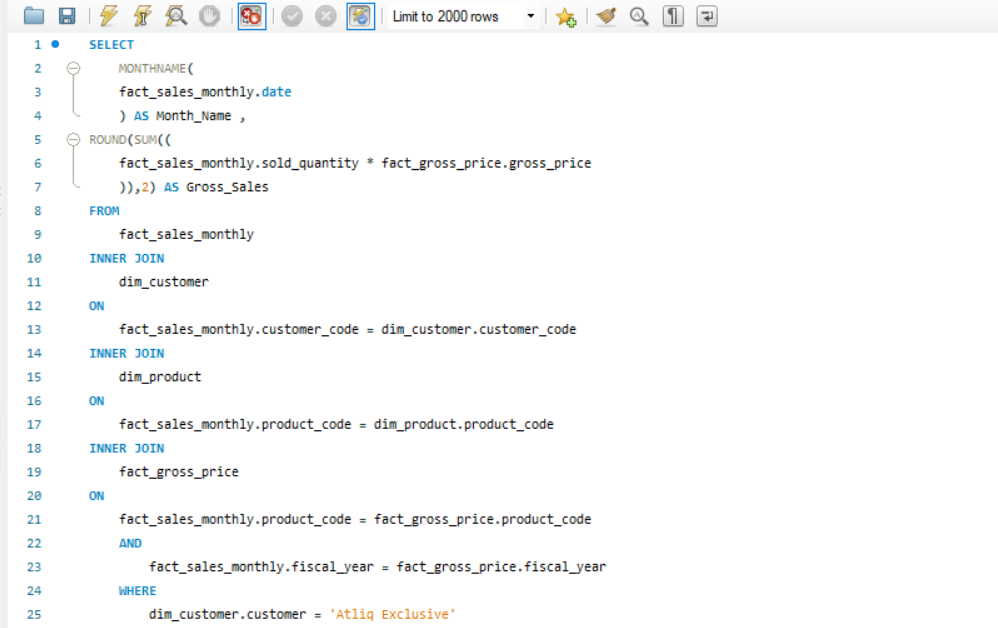 Limit to 2000 rows
1 SELECT
2 MONTHNAME(
3 fact_sales_monthly.date
4 ) AS Month_Name ,
5 ROUND(SUM((
6 fact_sales_monthly.sold_quantity * fact_gross_price.gross_price
7 )),2) AS Gross_Sales
8 FROM
9 fact_sales_monthly
10 INNER JOIN
11 dim_customer
12 ON
13 fact_sales_monthly.customer_code = dim_customer.customer_code
14 INNER JOIN
15 dim_product
16 ON
17 fact_sales_monthly.product_code = dim_product.product_code
18 INNER JOIN
19 fact_gross_price
20 ON
21 fact_sales_monthly.product_code = fact_gross_price.product_code
22 AND
23 fact_sales_monthly.fiscal_year = fact_gross_price.fiscal_year
24 WHERE
25 dim_customer.customer = 'Atliq Exclusive'